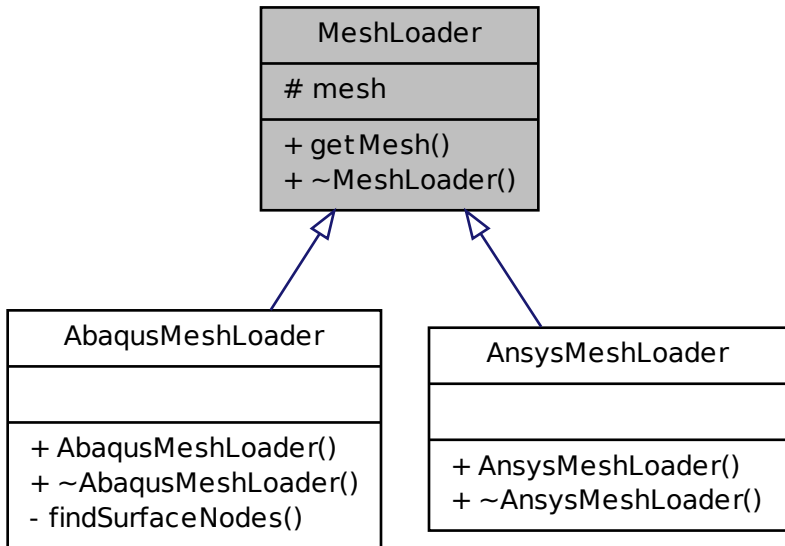 MeshLoader
# mesh
+ getMesh()
+ ~MeshLoader()
AbaqusMeshLoader
+ AbaqusMeshLoader()
+ ~AbaqusMeshLoader()
- findSurfaceNodes()
AnsysMeshLoader
+ AnsysMeshLoader()
+ ~AnsysMeshLoader()